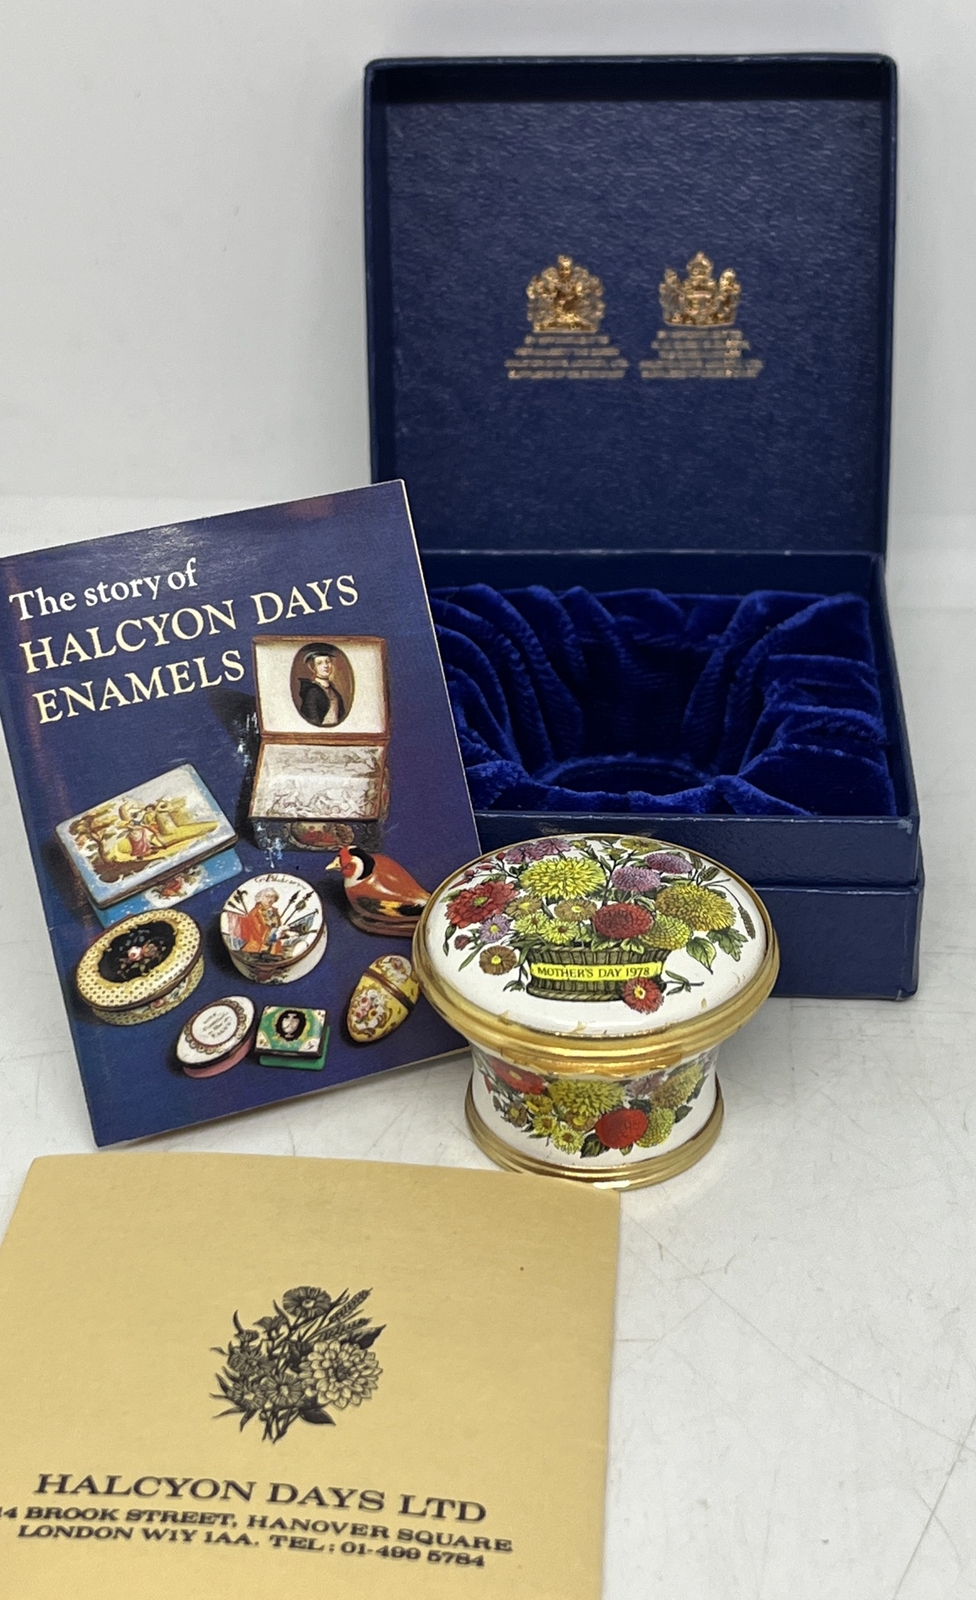 The story of
HALCYON DAYS
ENAMELS
MOTHER'S DAY 1978
HALCYON DAYS LTD
14 BROOK STREET, HANOVER SQUARE
LONDON W1Y 1AA. TEL: 01-499 5784